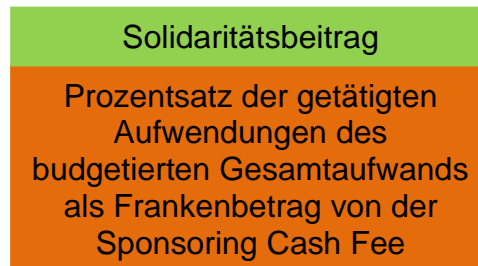 Solidaritätsbeitrag
Prozentsatz der getätigten
Aufwendungen des
budgetierten Gesamtaufwands
als Frankenbetrag von der
Sponsoring Cash Fee